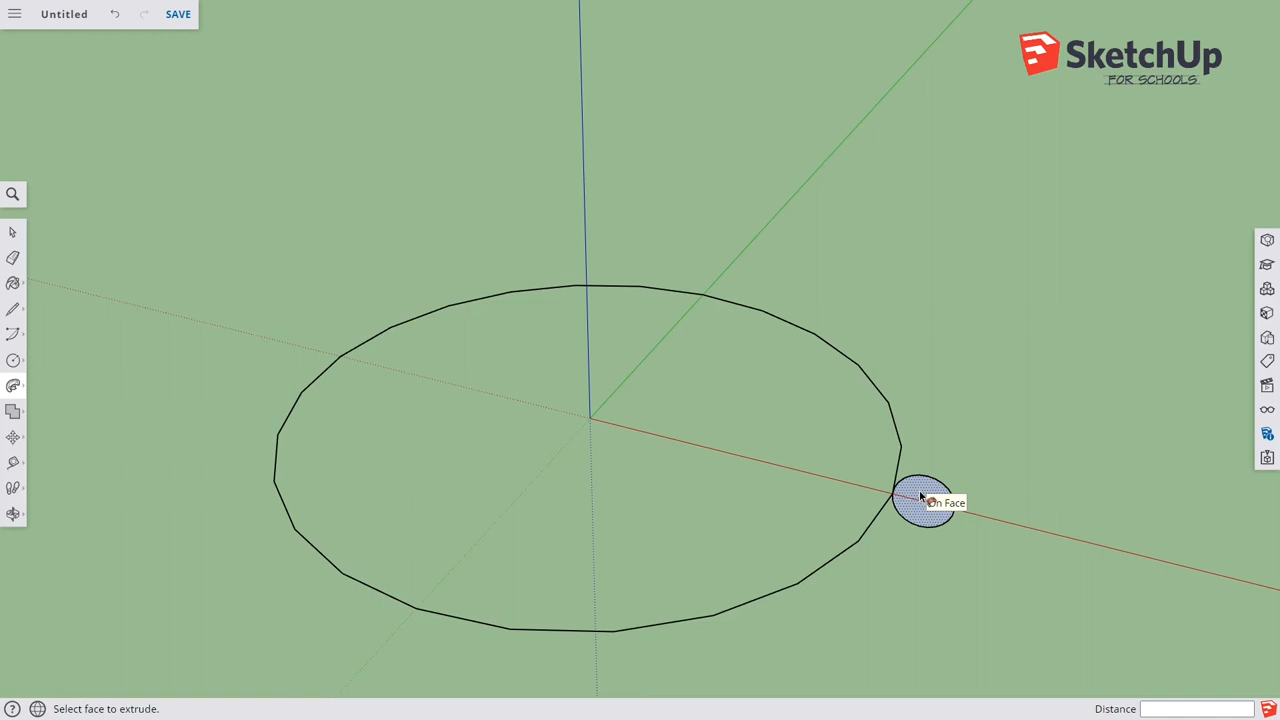 Untitled
SAVE
SketchUp
FOR SCHOOLS
On Face
Select face to extrude.
Distance